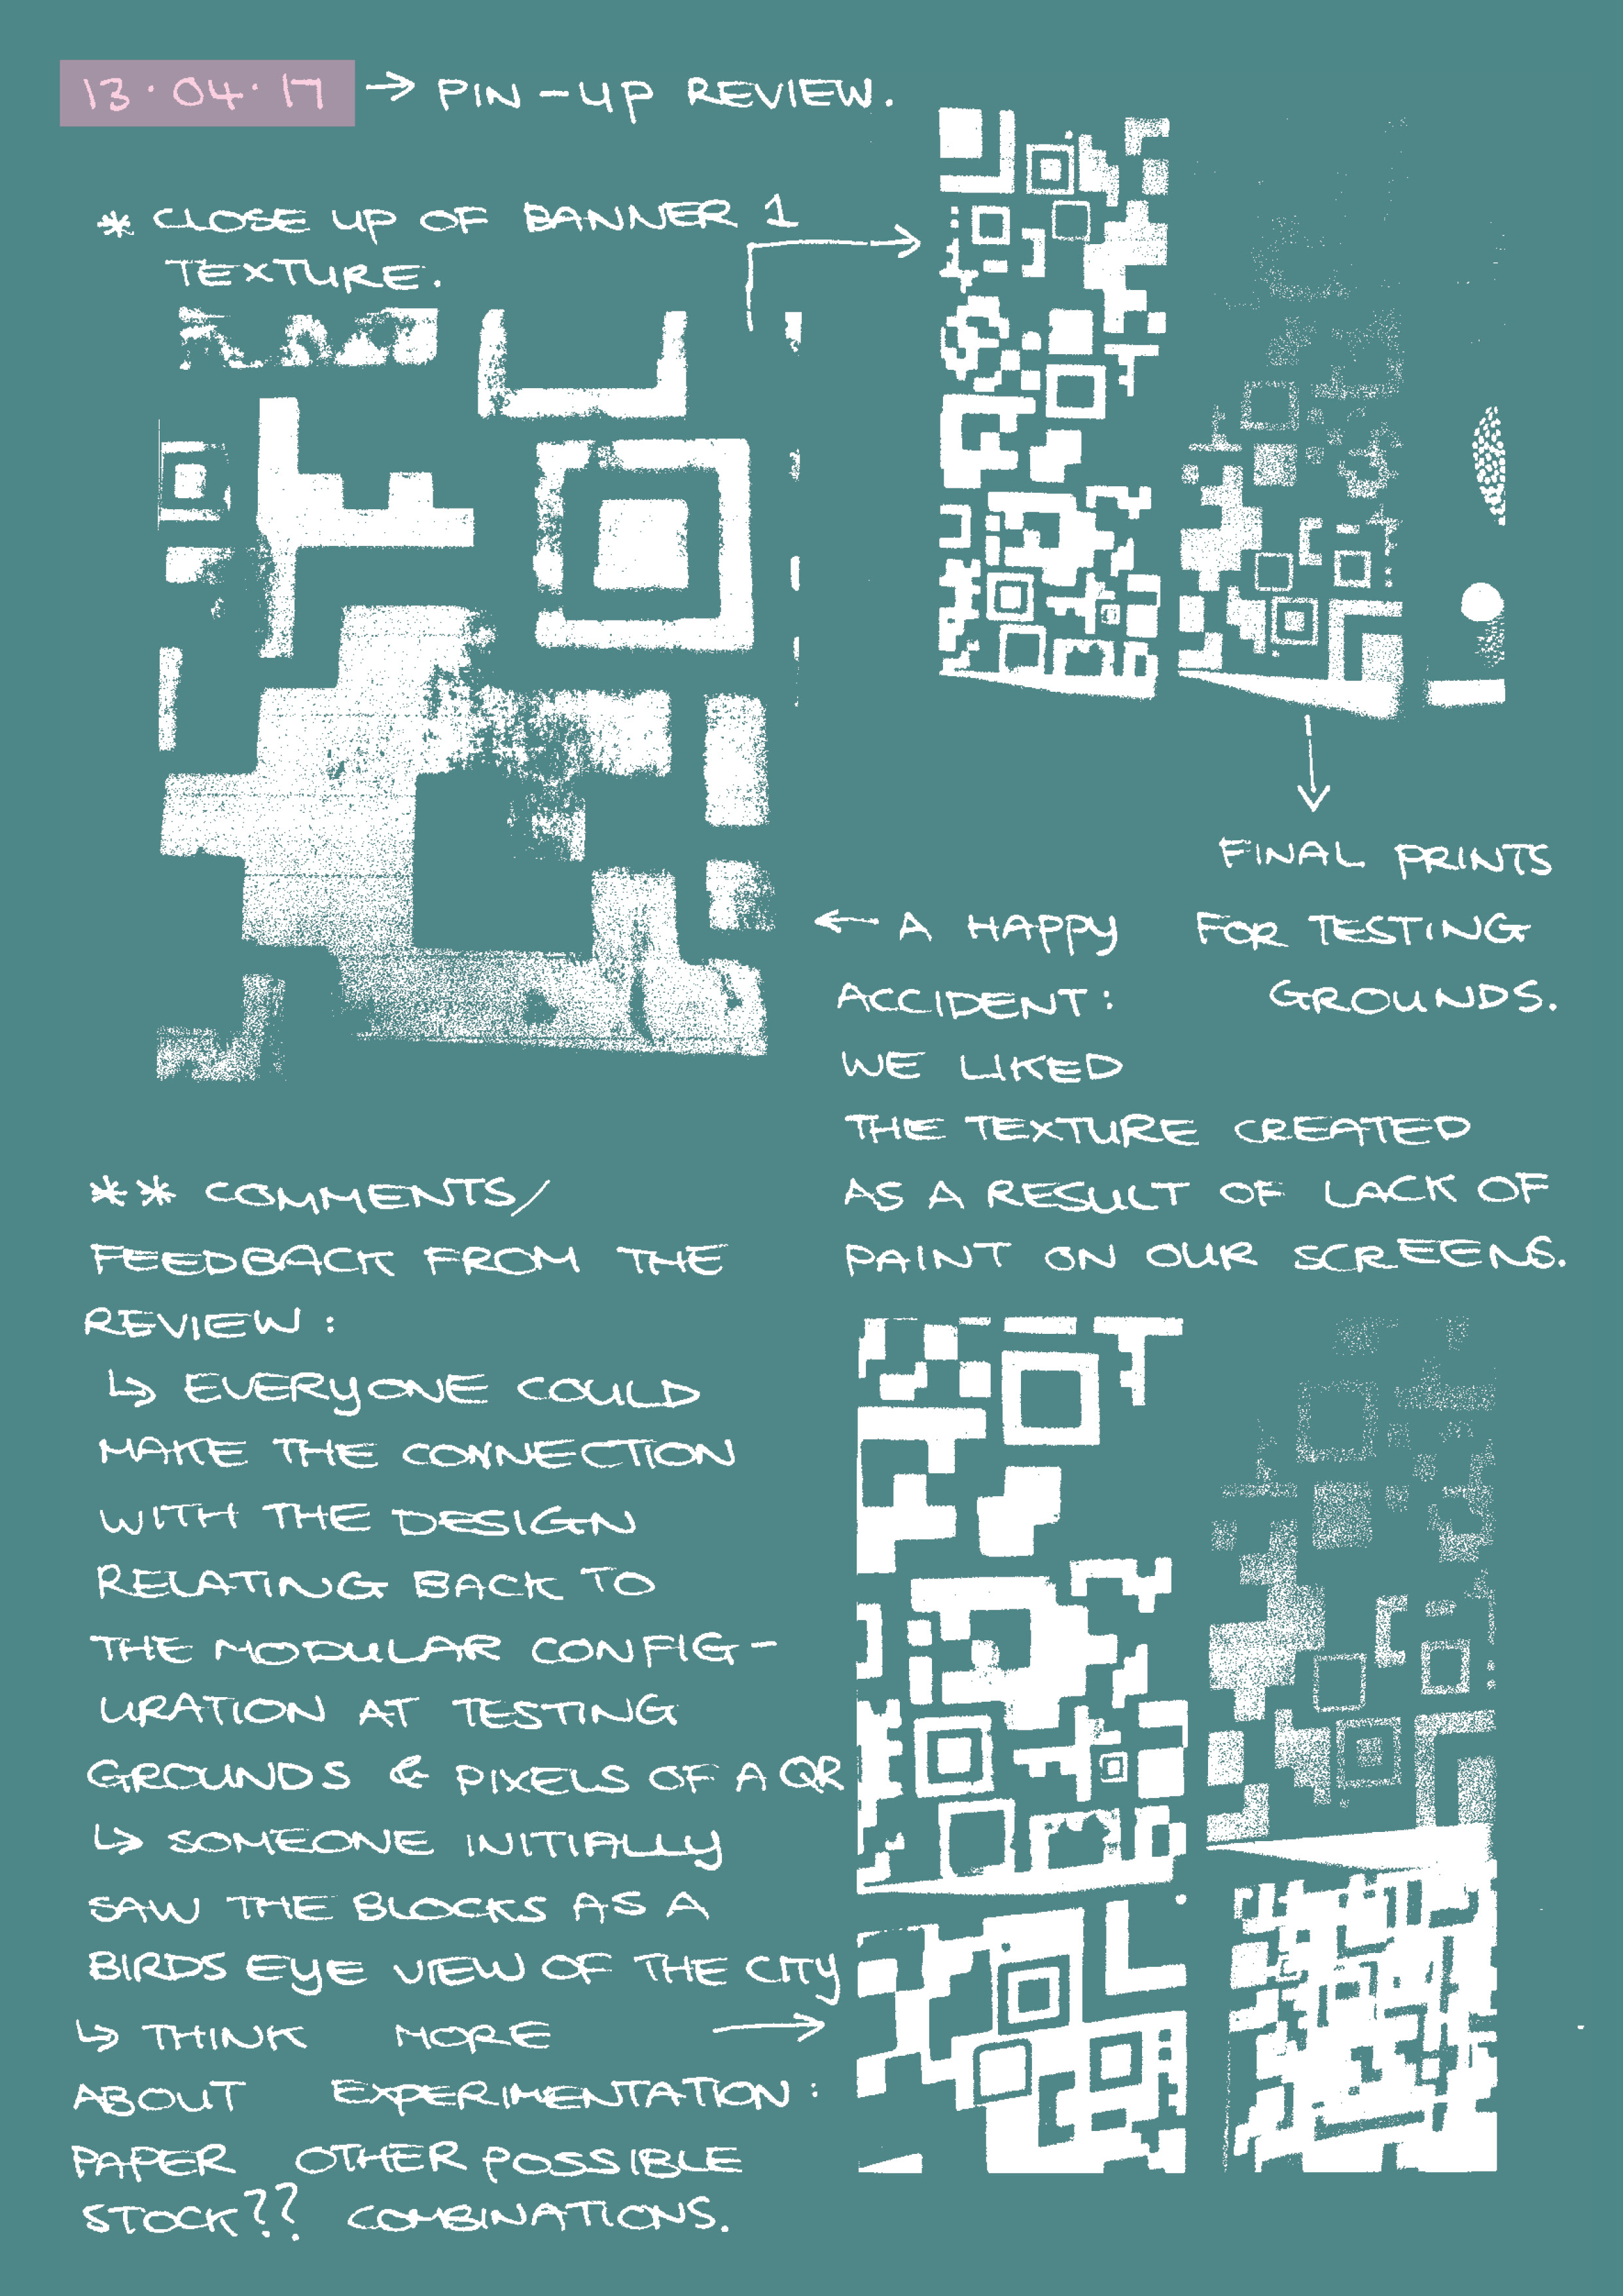 13.04.17 → PIN-UP REVIEW.
* CLOSE UP OF BANNER 1
TEXTURE.
FINAL PRINTS
FOR TESTING
GROUNDS.
← A HAPPY
ACCIDENT:
WE LIKED
THE TEXTURE CREATED
AS A RESULT OF LACK OF
PAINT ON OUR SCREENS.
** COMMENTS/
FEEDBACK FROM THE
REVIEW:
↳ EVERYONE COULD
MAKE THE CONNECTION
WITH THE DESIGN
RELATING BACK TO
THE MODULAR CONFIG-
URATION AT TESTING
GROUNDS & PIXELS OF A QR
↳ SOMEONE INITIALLY
SAW THE BLOCKS AS A
BIRDS EYE VIEW OF THE CITY
↳ THINK MORE →
ABOUT EXPERIMENTATION:
PAPER OTHER POSSIBLE
STOCK?? COMBINATIONS.